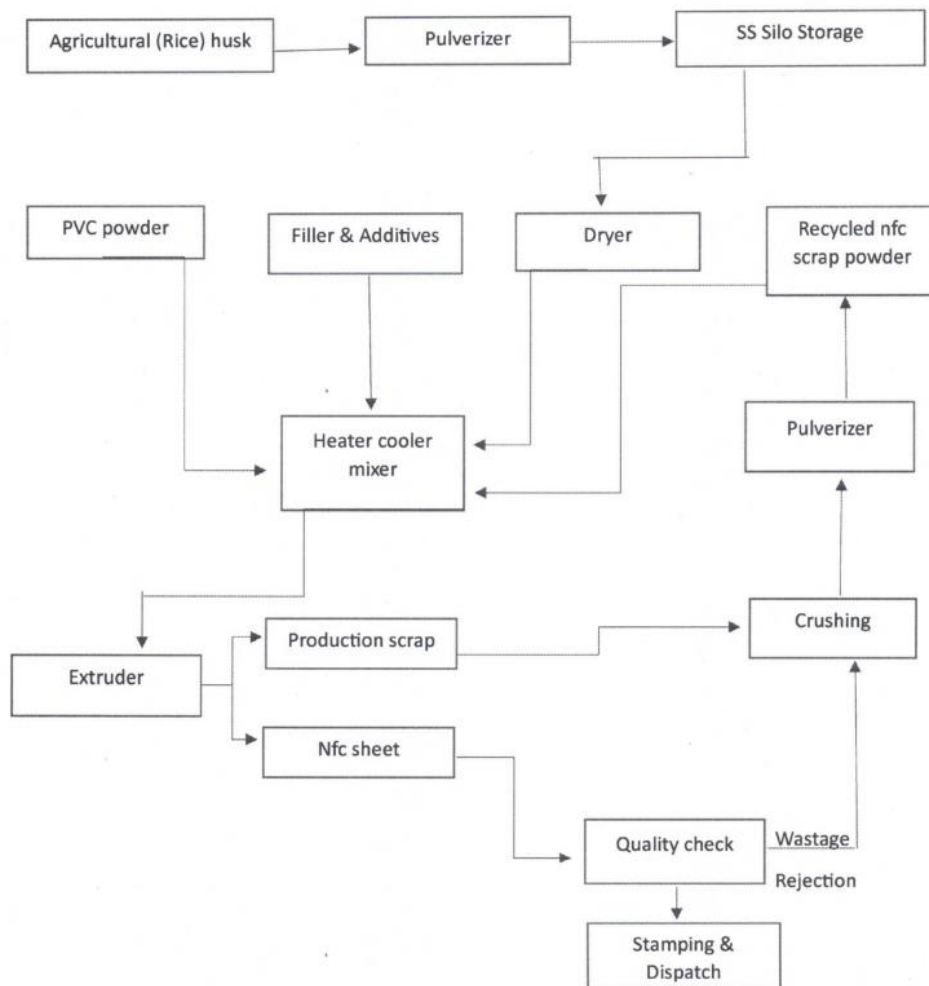 Agricultural (Rice) husk
Pulverizer
SS Silo Storage
PVC powder
Filler & Additives
Dryer
Recycled nfc
scrap powder
Heater cooler
mixer
Pulverizer
Production scrap
Crushing
Extruder
Nfc sheet
Quality check
Wastage
Rejection
Stamping &
Dispatch